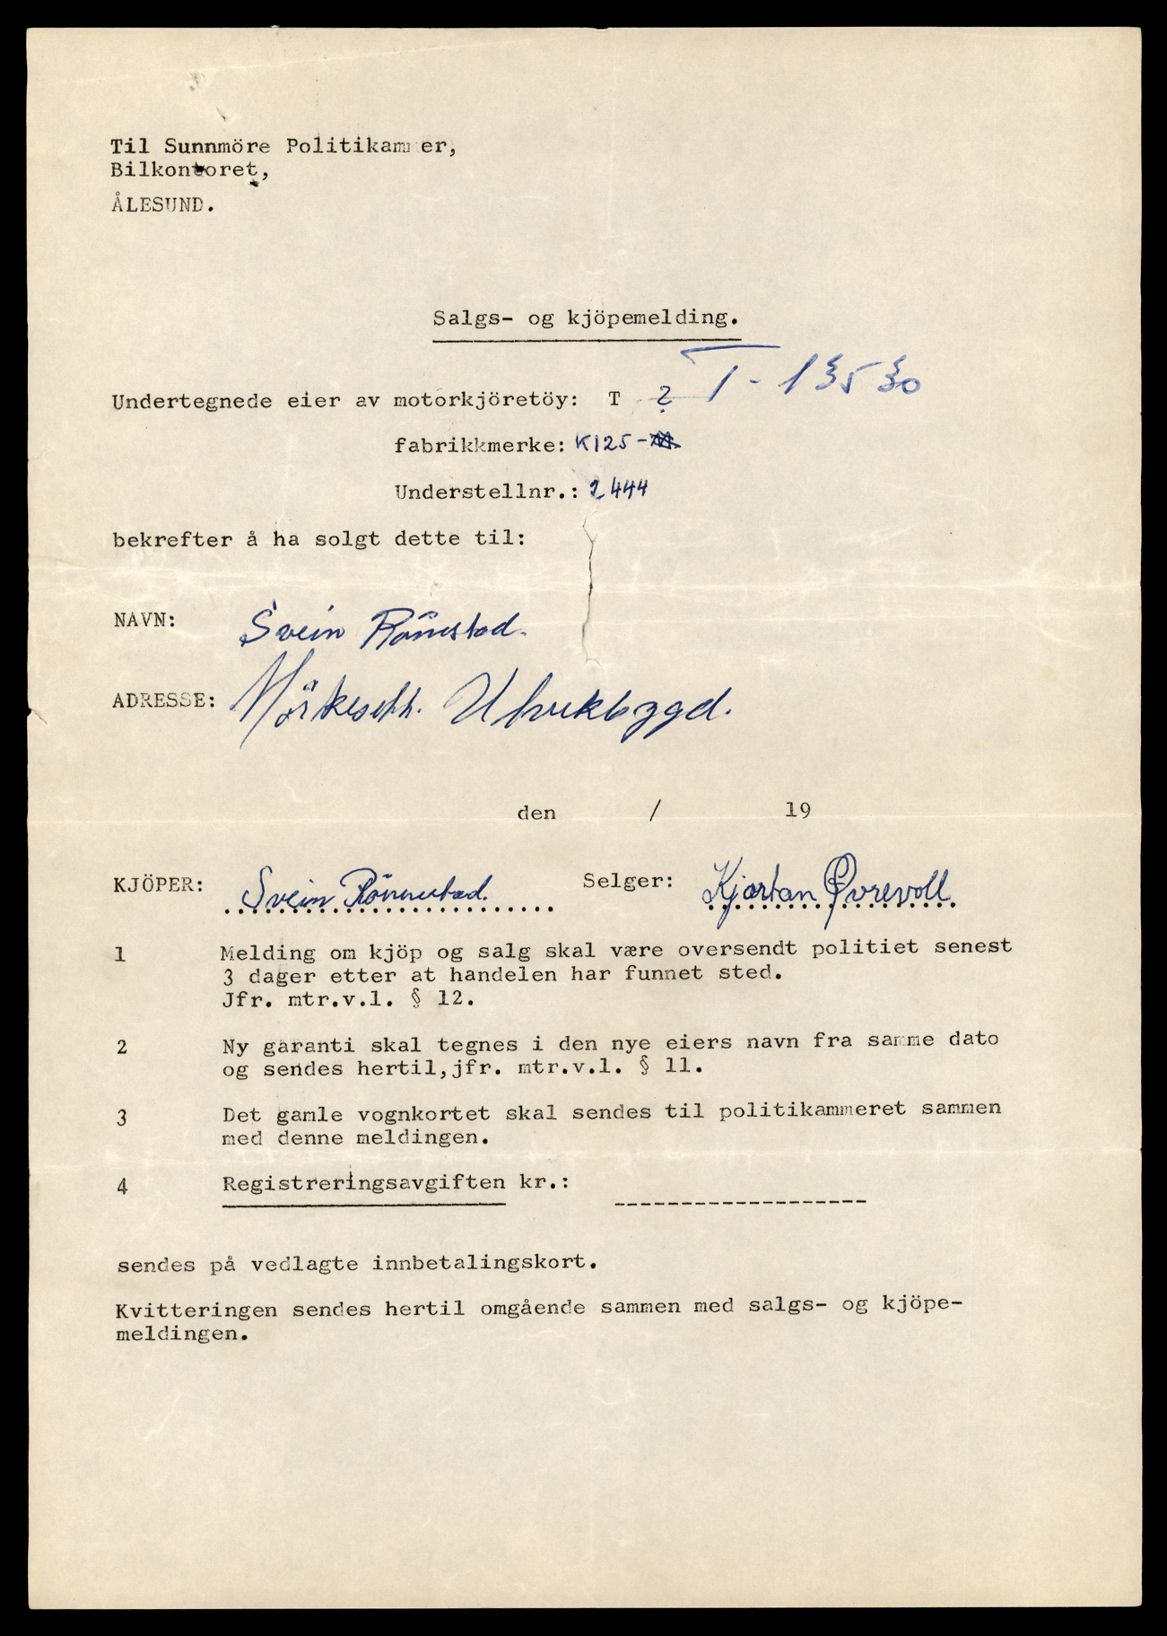 Til Sunnmöre Politikammer,
Bilkontoret,
ÅLESUND.
Salgs- og kjöpemelding.
Undertegnede eier av motorkjöretöy: T ? T - 13530
fabrikkmerke: K125-
Understellnr.: 2444
bekrefter å ha solgt dette til:
NAVN: Svein Rönnestad.
ADRESSE:
den / 19
KJÖPER: Svein Rönnestad. Selger: Kjartan Øvrevoll
1 Melding om kjöp og salg skal være oversendt politiet senest
3 dager etter at handelen har funnet sted.
Jfr. mtr.v.l. § 12.
2 Ny garanti skal tegnes i den nye eiers navn fra samme dato
og sendes hertil,jfr. mtr.v.l. § 11.
3 Det gamle vognkortet skal sendes til politikammeret sammen
med denne meldingen.
4 Registreringsavgiften kr.: -------------------
sendes på vedlagte innbetalingskort.
Kvitteringen sendes hertil omgående sammen med salgs- og kjöpe-
meldingen.